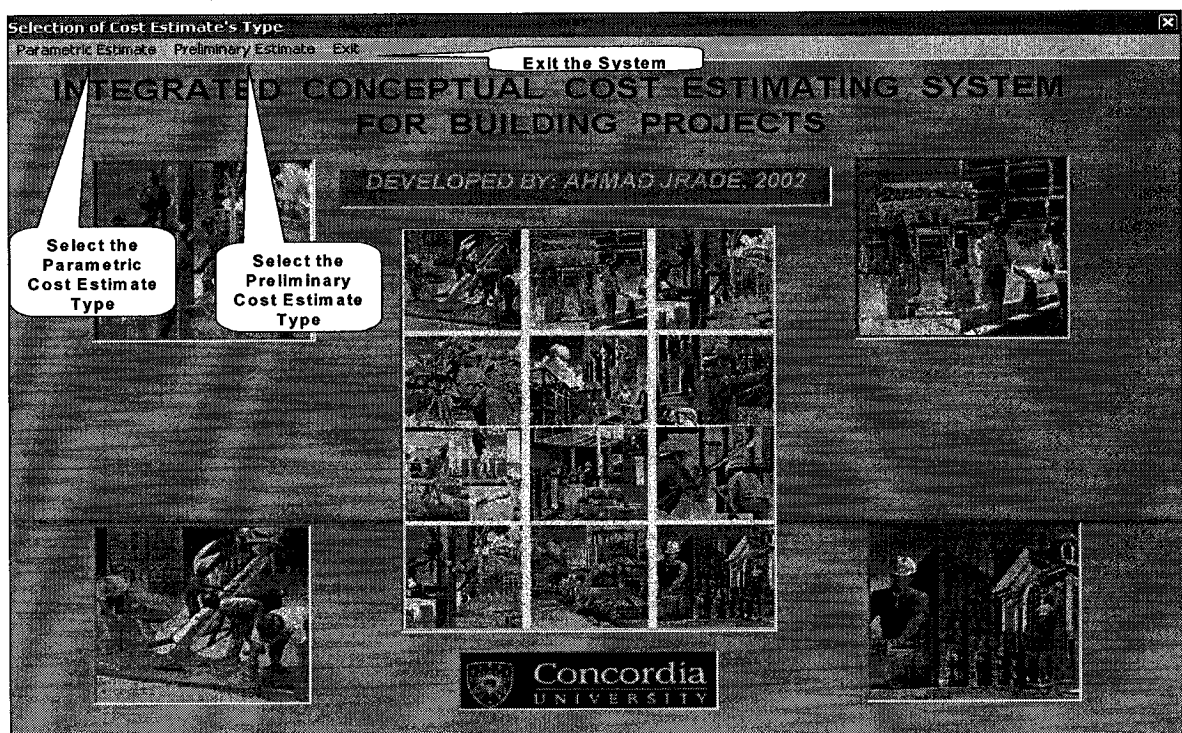 Selection of Cost Estimate's Type
Parametric Estimate Preliminary Estimate Exit
Exit the System
INTEGRATED CONCEPTUAL COST ESTIMATING SYSTEM
FOR BUILDING PROJECTS
DEVELOPED BY: AHMAD JRADE, 2002
Select the
Parametric
Cost Estimate
Type
Select the
Preliminary
Cost Estimate
Type
Concordia
UNIVERSITY